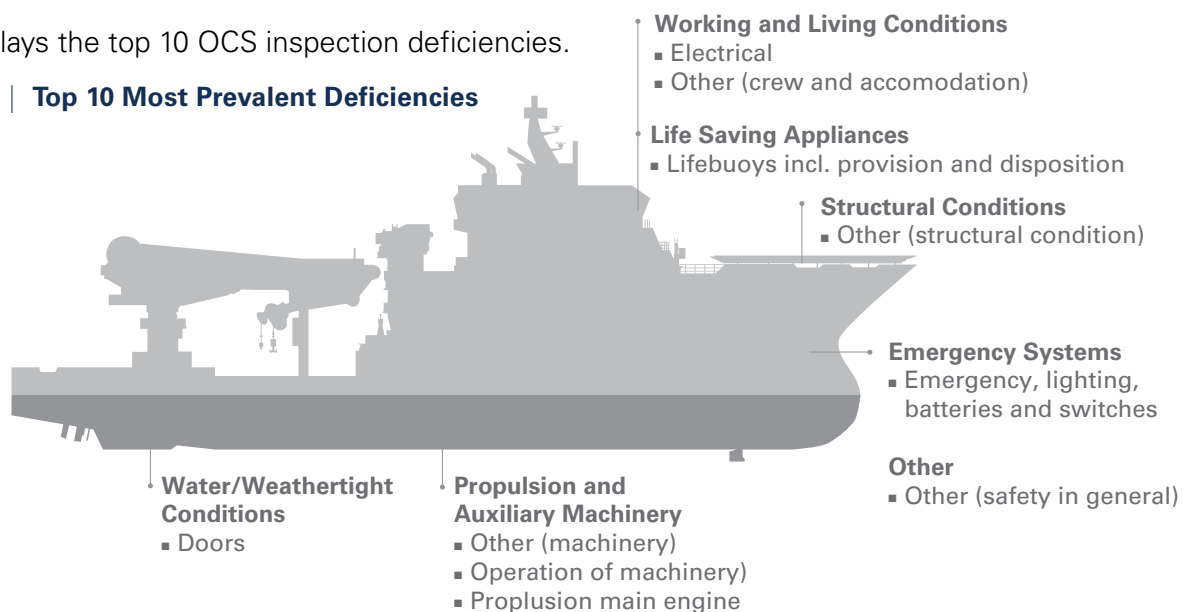 lays the top 10 OCS inspection deficiencies.
| Top 10 Most Prevalent Deficiencies
Working and Living Conditions
▪ Electrical
▪ Other (crew and accomodation)
Life Saving Appliances
▪ Lifebuoys incl. provision and disposition
Structural Conditions
▪ Other (structural condition)
Emergency Systems
▪ Emergency, lighting,
batteries and switches
Other
▪ Other (safety in general)
Water/Weathertight
Conditions
▪ Doors
Propulsion and
Auxiliary Machinery
▪ Other (machinery)
▪ Operation of machinery)
▪ Proplusion main engine